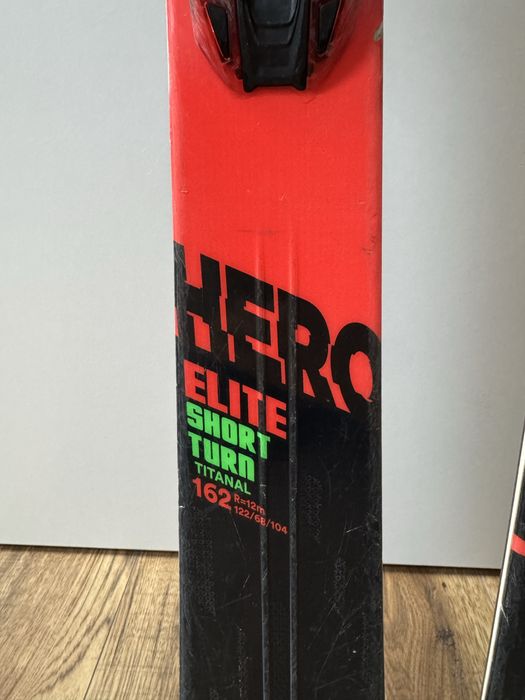 HERO
ELITE
SHORT
TURN
TITANAL
162 R=12m
122/68/104